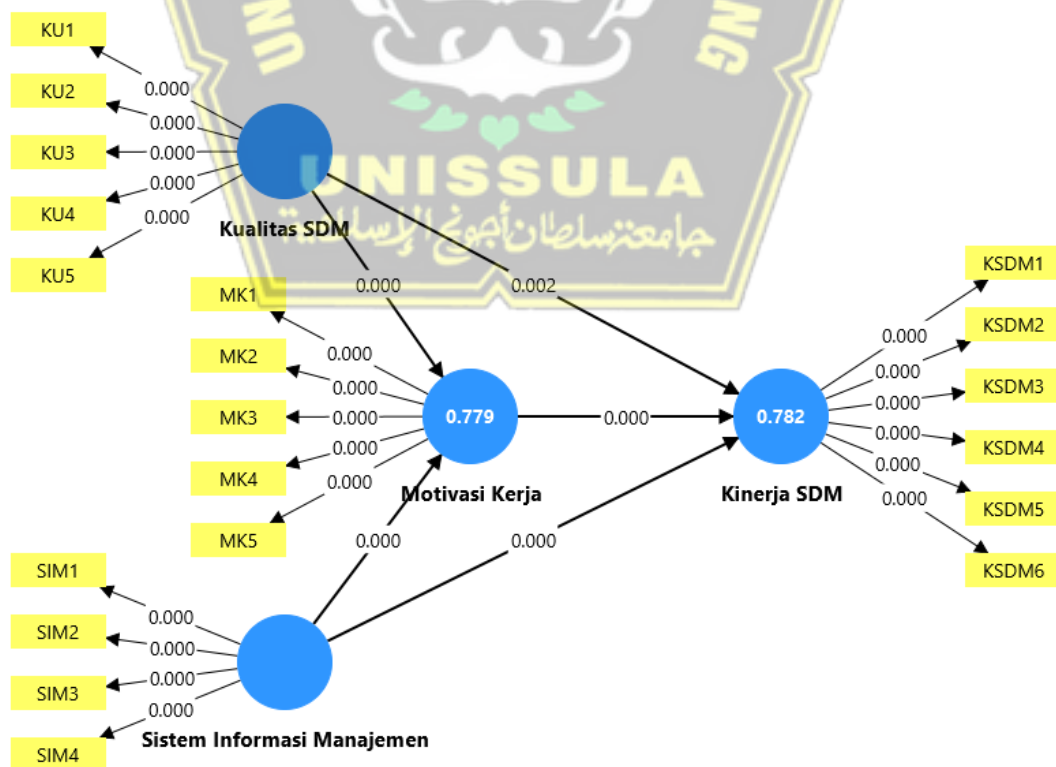 KU1
KU2
KU3
KU4
KU5
0.000
0.000
0.000
0.000
0.000
UNISSULA
جامعتنسلطان أجونج الإسلامية
Kualitas SDM
0.000
0.002
MK1
MK2
MK3
MK4
MK5
0.000
0.000
0.000
0.000
0.000
0.779
Motivasi Kerja
0.000
0.782
Kinerja SDM
KSDM1
KSDM2
KSDM3
KSDM4
KSDM5
KSDM6
0.000
0.000
0.000
0.000
0.000
0.000
0.000
0.000
SIM1
SIM2
SIM3
SIM4
0.000
0.000
0.000
0.000
Sistem Informasi Manajemen